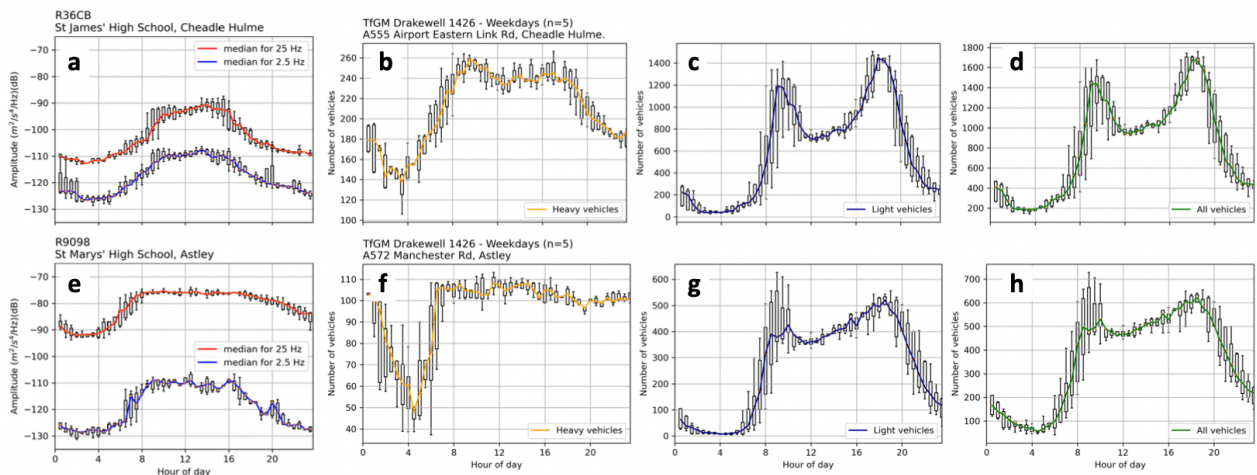 R36CB
St James' High School, Cheadle Hulme
TfGM Drakewell 1426 - Weekdays (n=5)
A555 Airport Eastern Link Rd, Cheadle Hulme.
a
median for 25 Hz
median for 2.5 Hz
Amplitude (m²/s⁴/Hz)(dB)
−70
−80
−90
−100
−110
−120
−130
b
Number of vehicles
260
240
220
200
180
160
140
120
100
Heavy vehicles
c
Number of vehicles
1400
1200
1000
800
600
400
200
0
Light vehicles
d
Number of vehicles
1800
1600
1400
1200
1000
800
600
400
200
All vehicles
R9098
St Marys' High School, Astley
TfGM Drakewell 1426 - Weekdays (n=5)
A572 Manchester Rd, Astley
e
median for 25 Hz
median for 2.5 Hz
Amplitude (m²/s⁴/Hz)(dB)
−70
−80
−90
−100
−110
−120
−130
0 4 8 12 16 20
Hour of day
f
Number of vehicles
110
100
90
80
70
60
50
40
Heavy vehicles
0 4 8 12 16 20
Hour of day
g
Number of vehicles
600
500
400
300
200
100
0
Light vehicles
0 4 8 12 16 20
Hour of day
h
Number of vehicles
700
600
500
400
300
200
100
All vehicles
0 4 8 12 16 20
Hour of day